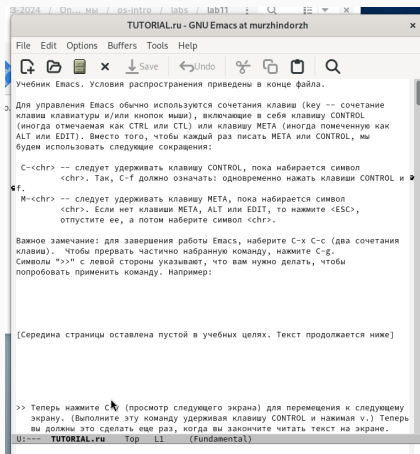 3-2024 / Оп... мы / os-intro / labs / lab11
TUTORIAL.ru - GNU Emacs at murzhindorzh
File Edit Options Buffers Tools Help
Save Undo
Учебник Emacs. Условия распространения приведены в конце файла.
Для управления Emacs обычно используются сочетания клавиш (key -- сочетание
клавиш клавиатуры и/или кнопок мыши), включающие в себя клавишу CONTROL
(иногда отмечаемая как CTRL или CTL) или клавишу META (иногда помеченную как
ALT или EDIT). Вместо того, чтобы каждый раз писать META или CONTROL, мы
будем использовать следующие сокращения:
C-<chr> -- следует удерживать клавишу CONTROL, пока набирается символ
<chr>. Так, C-f должно означать: одновременно нажать клавишу CONTROL и
f.
M-<chr> -- следует удерживать клавишу META, пока набирается символ
<chr>. Если нет клавиши META, ALT или EDIT, то нажмите <ESC>,
отпустите ее, а потом наберите символ <chr>.
Важное замечание: для завершения работы Emacs, наберите C-x C-c (два сочетания
клавиш). Чтобы прервать частично набранную команду, нажмите C-g.
Символы ">>" с левой стороны указывают, что вам нужно делать, чтобы
попробовать применить команду. Например:
[Середина страницы оставлена пустой в учебных целях. Текст продолжается ниже]
>> Теперь нажмите C-v (просмотр следующего экрана) для перемещения к следующему
экрану. (Выполните эту команду удерживая клавишу CONTROL и нажимая v.) Теперь
вы должны это сделать еще раз, когда вы закончите читать текст на экране.
U:--- TUTORIAL.ru Top L1 (Fundamental)